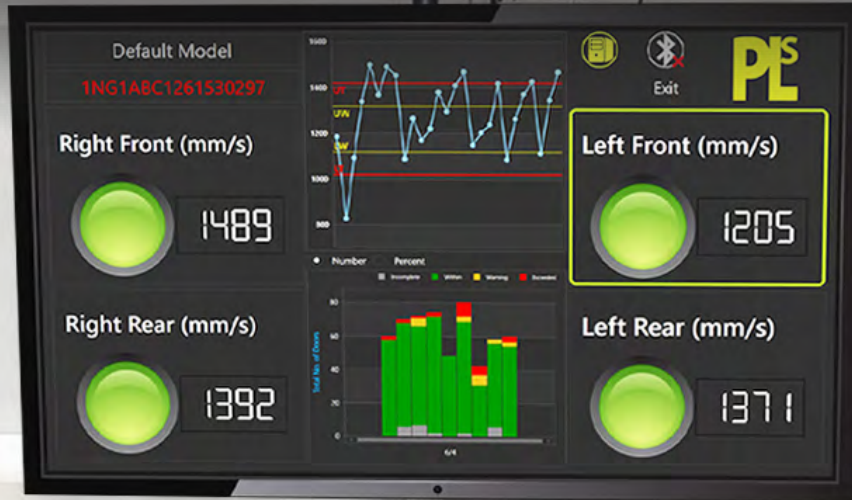 Default Model
1NG1ABC1261530297
Right Front (mm/s)
1489
Right Rear (mm/s)
1392
1600
1400
1200
1000
800
UW
LW
Number Percent
Incomplete Within Warning Exceeded
Total No. of Doors
80
60
40
20
0
6/4
Exit
PLS
Left Front (mm/s)
1205
Left Rear (mm/s)
1371